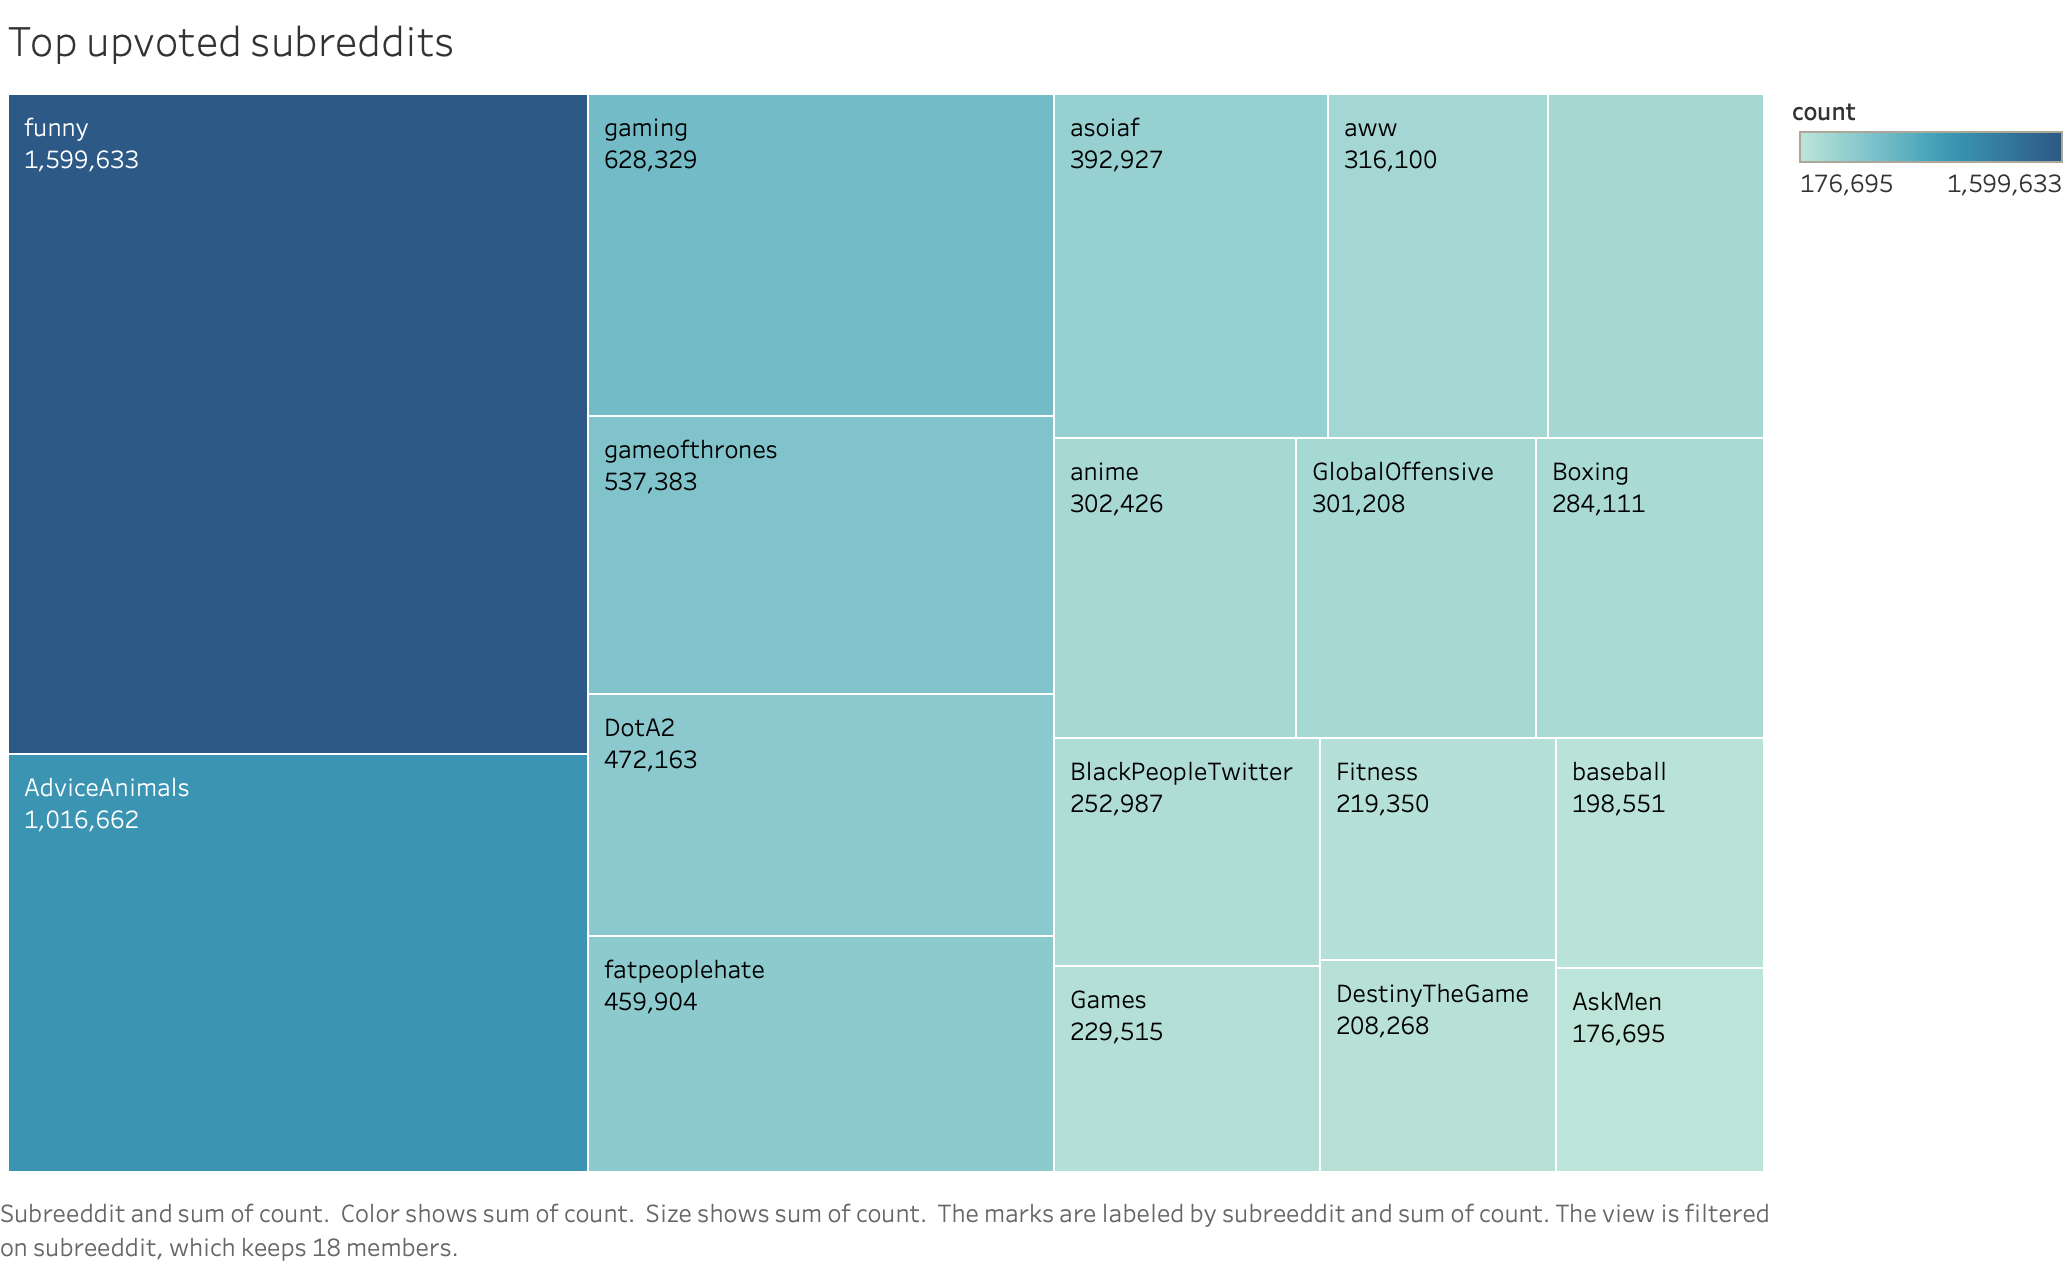 Top upvoted subreddits
funny
1,599,633
AdviceAnimals
1,016,662
gaming
628,329
gameofthrones
537,383
DotA2
472,163
fatpeoplehate
459,904
asoiaf
392,927
aww
316,100
anime
302,426
GlobalOffensive
301,208
Boxing
284,111
BlackPeopleTwitter
252,987
Fitness
219,350
baseball
198,551
Games
229,515
DestinyTheGame
208,268
AskMen
176,695
count
176,695 1,599,633
Subreeddit and sum of count. Color shows sum of count. Size shows sum of count. The marks are labeled by subreeddit and sum of count. The view is filtered
on subreeddit, which keeps 18 members.